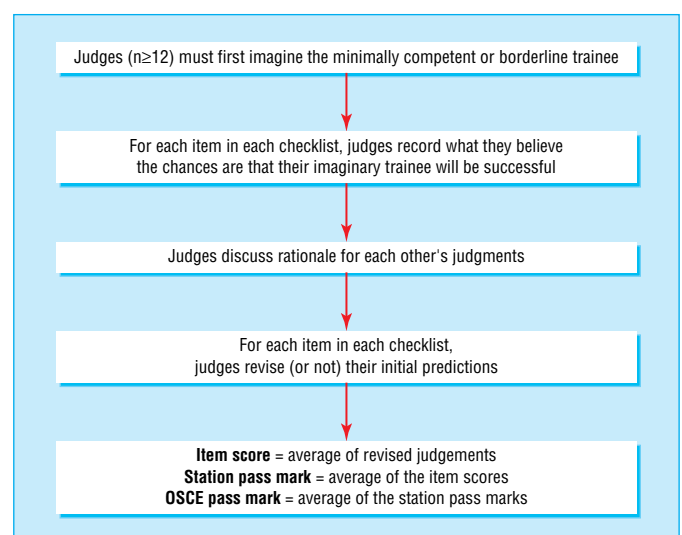 Judges (n≥12) must first imagine the minimally competent or borderline trainee
For each item in each checklist, judges record what they believe
the chances are that their imaginary trainee will be successful
Judges discuss rationale for each other's judgments
For each item in each checklist,
judges revise (or not) their initial predictions
Item score = average of revised judgements
Station pass mark = average of the item scores
OSCE pass mark = average of the station pass marks